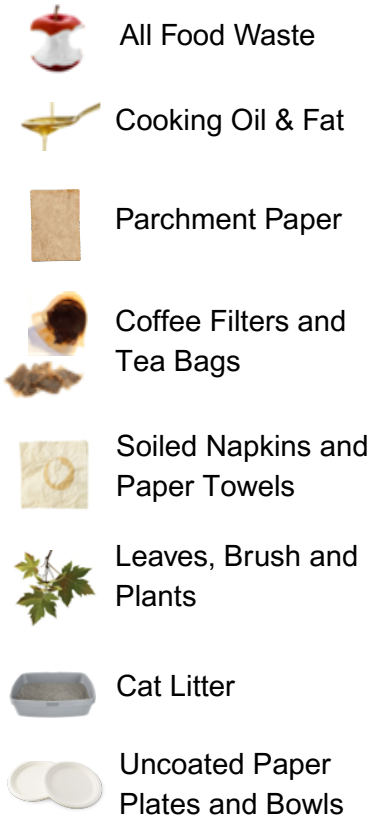 All Food Waste
Cooking Oil & Fat
Parchment Paper
Coffee Filters and
Tea Bags
Soiled Napkins and
Paper Towels
Leaves, Brush and
Plants
Cat Litter
Uncoated Paper
Plates and Bowls